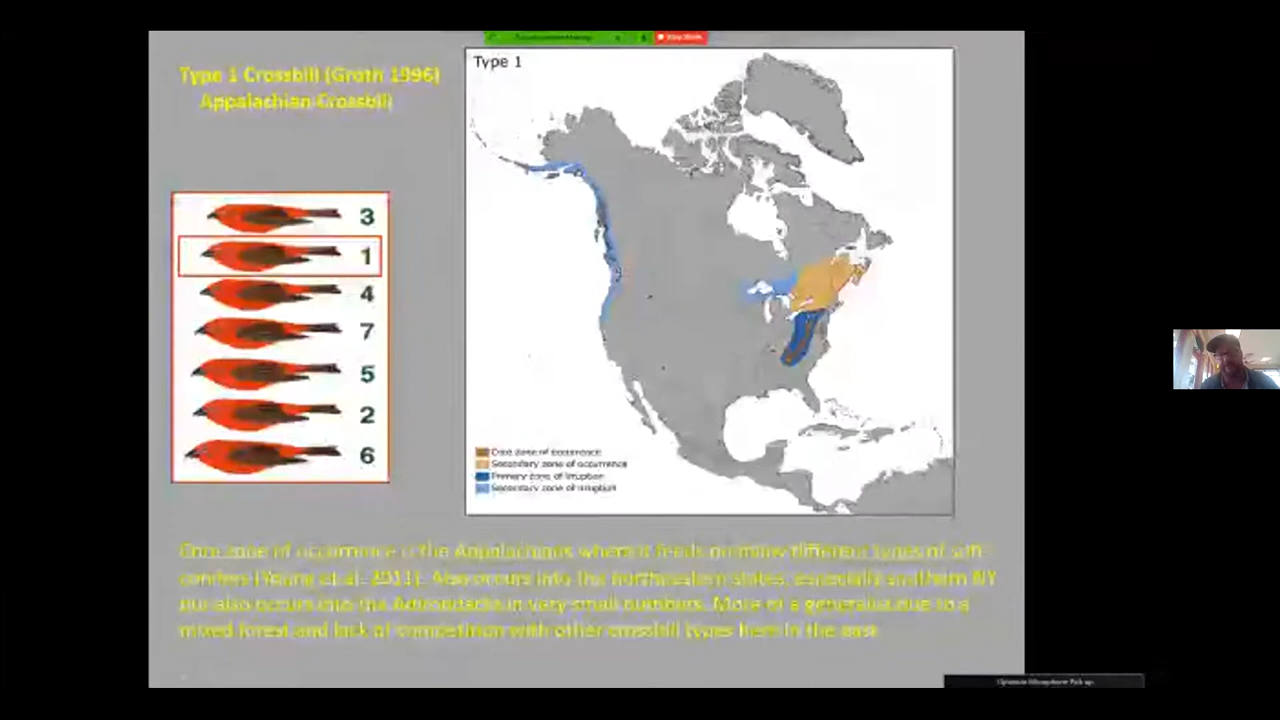 Type 1 Crossbill (Groth 1996)
Appalachian Crossbill
Type 1
3
1
4
7
5
2
6
Core zone of occurrence
Secondary zone of occurrence
Primary zone of irruption
Secondary zone of irruption
Core zone of occurrence is the Appalachians where it feeds on many different types of soft
conifers (Young et al. 2011). Also occurs into the northeastern states, especially southern NY
but also occurs into the Adirondacks in very small numbers. More of a generalist due to a
mixed forest and lack of competition with other crossbill types here in the east